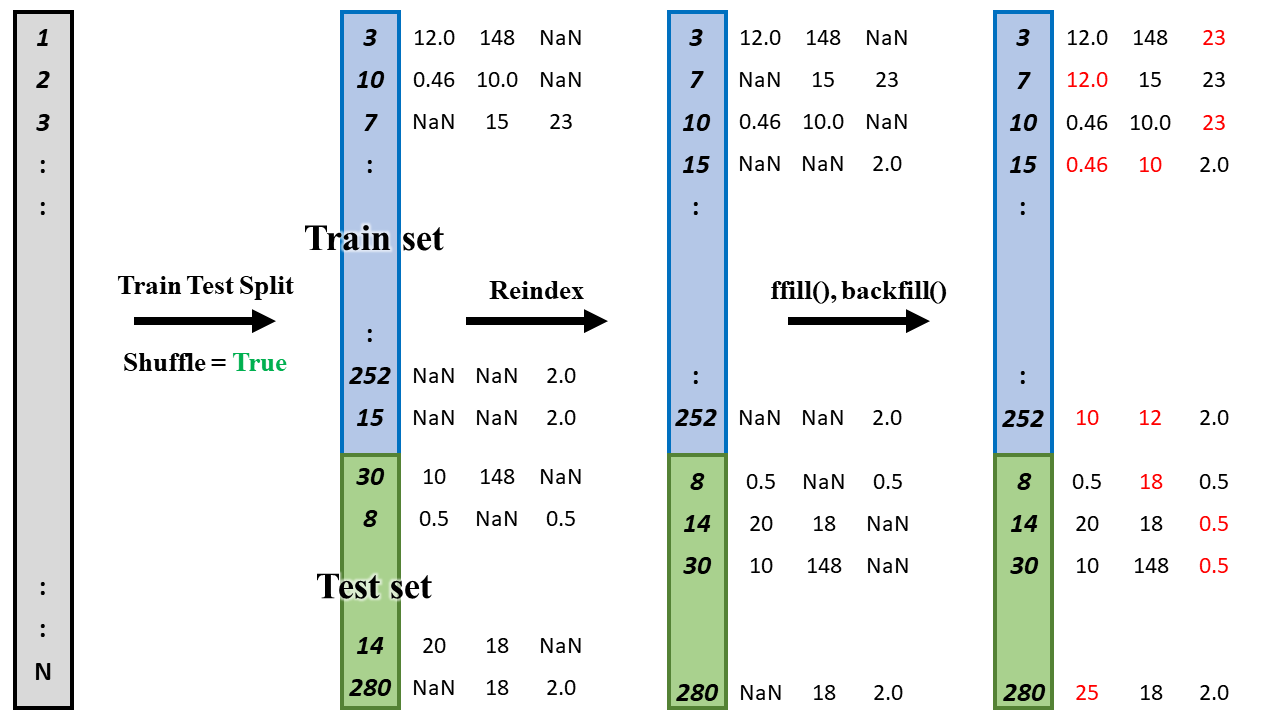 1
2
3
:
:
:
:
N
Train Test Split
Shuffle = True
3 12.0 148 NaN
10 0.46 10.0 NaN
7 NaN 15 23
:
Train set
:
252 NaN NaN 2.0
15 NaN NaN 2.0
30 10 148 NaN
8 0.5 NaN 0.5
Test set
14 20 18 NaN
280 NaN 18 2.0
Reindex
3 12.0 148 NaN
7 NaN 15 23
10 0.46 10.0 NaN
15 NaN NaN 2.0
:
:
252 NaN NaN 2.0
8 0.5 NaN 0.5
14 20 18 NaN
30 10 148 NaN
280 NaN 18 2.0
ffill(), backfill()
3 12.0 148 23
7 12.0 15 23
10 0.46 10.0 23
15 0.46 10 2.0
:
:
252 10 12 2.0
8 0.5 18 0.5
14 20 18 0.5
30 10 148 0.5
280 25 18 2.0